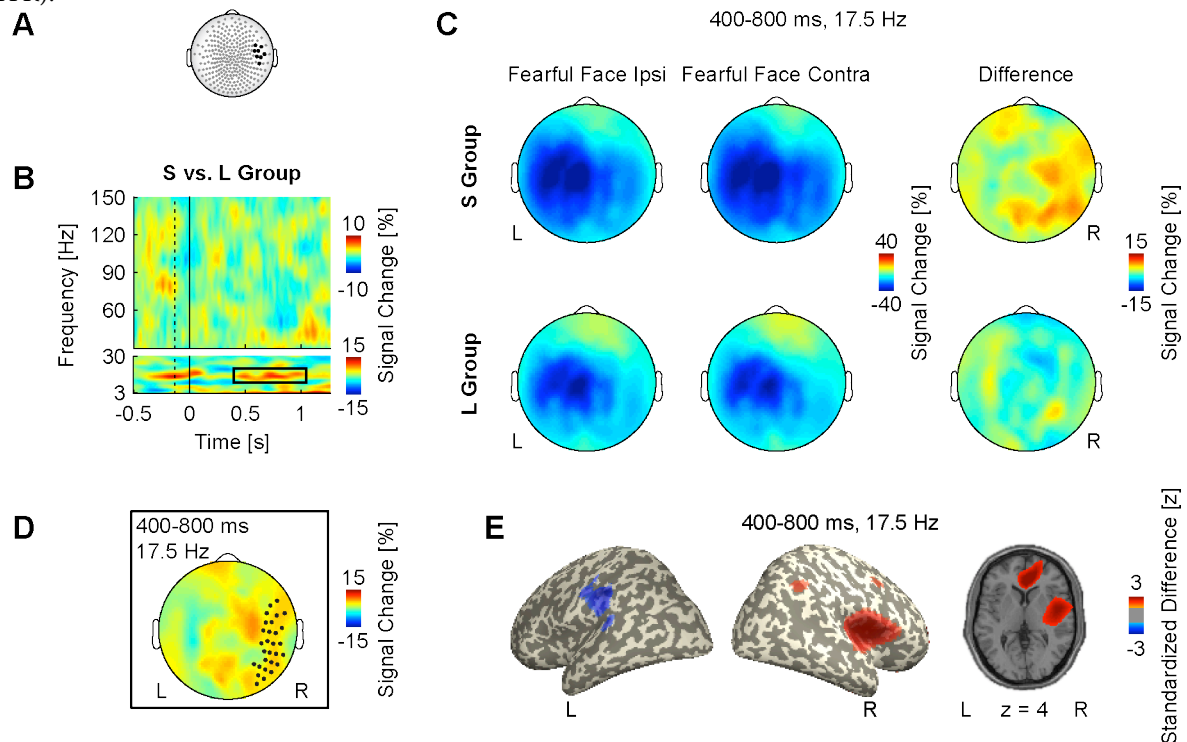 A
B
S vs. L Group
150
120
90
60
30
3
Frequency [Hz]
-0.5 0 0.5 1
Time [s]
10
-10
15
-15
Signal Change [%]
C
400-800 ms, 17.5 Hz
Fearful Face Ipsi Fearful Face Contra Difference
S Group
L R
L Group
L R
40
-40
Signal Change [%]
15
-15
Signal Change [%]
D
400-800 ms
17.5 Hz
L R
15
-15
Signal Change [%]
E
400-800 ms, 17.5 Hz
L R L z = 4 R
3
-3
Standardized Difference [z]